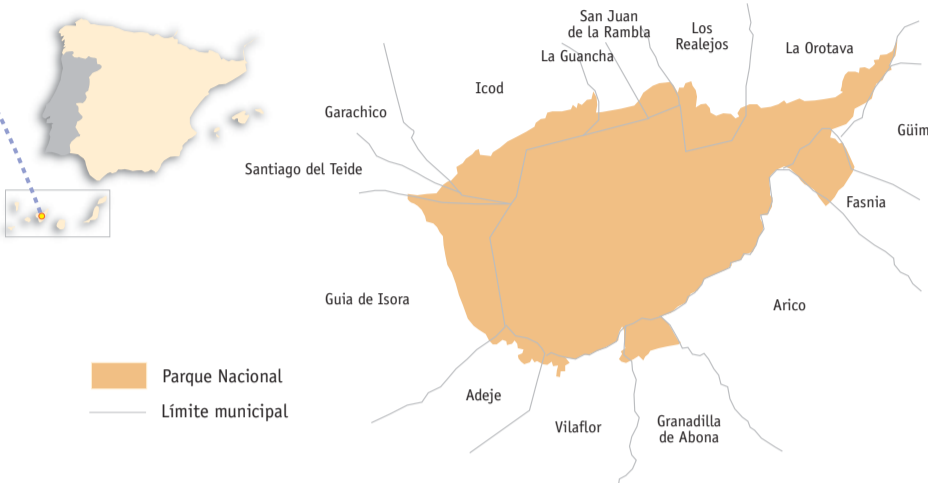 San Juan
de la Rambla
Los
Realejos
La Orotava
La Guancha
Icod
Garachico
Güim
Santiago del Teide
Fasnia
Guia de Isora
Arico
Parque Nacional
Adeje
Límite municipal
Vilaflor
Granadilla
de Abona